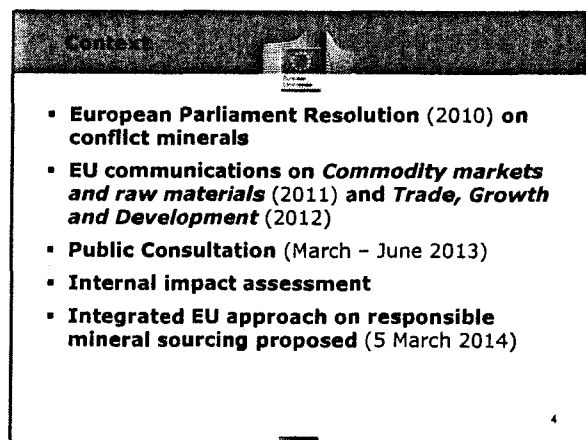 Context
▪ European Parliament Resolution (2010) on
conflict minerals
▪ EU communications on Commodity markets
and raw materials (2011) and Trade, Growth
and Development (2012)
▪ Public Consultation (March – June 2013)
▪ Internal impact assessment
▪ Integrated EU approach on responsible
mineral sourcing proposed (5 March 2014)
4